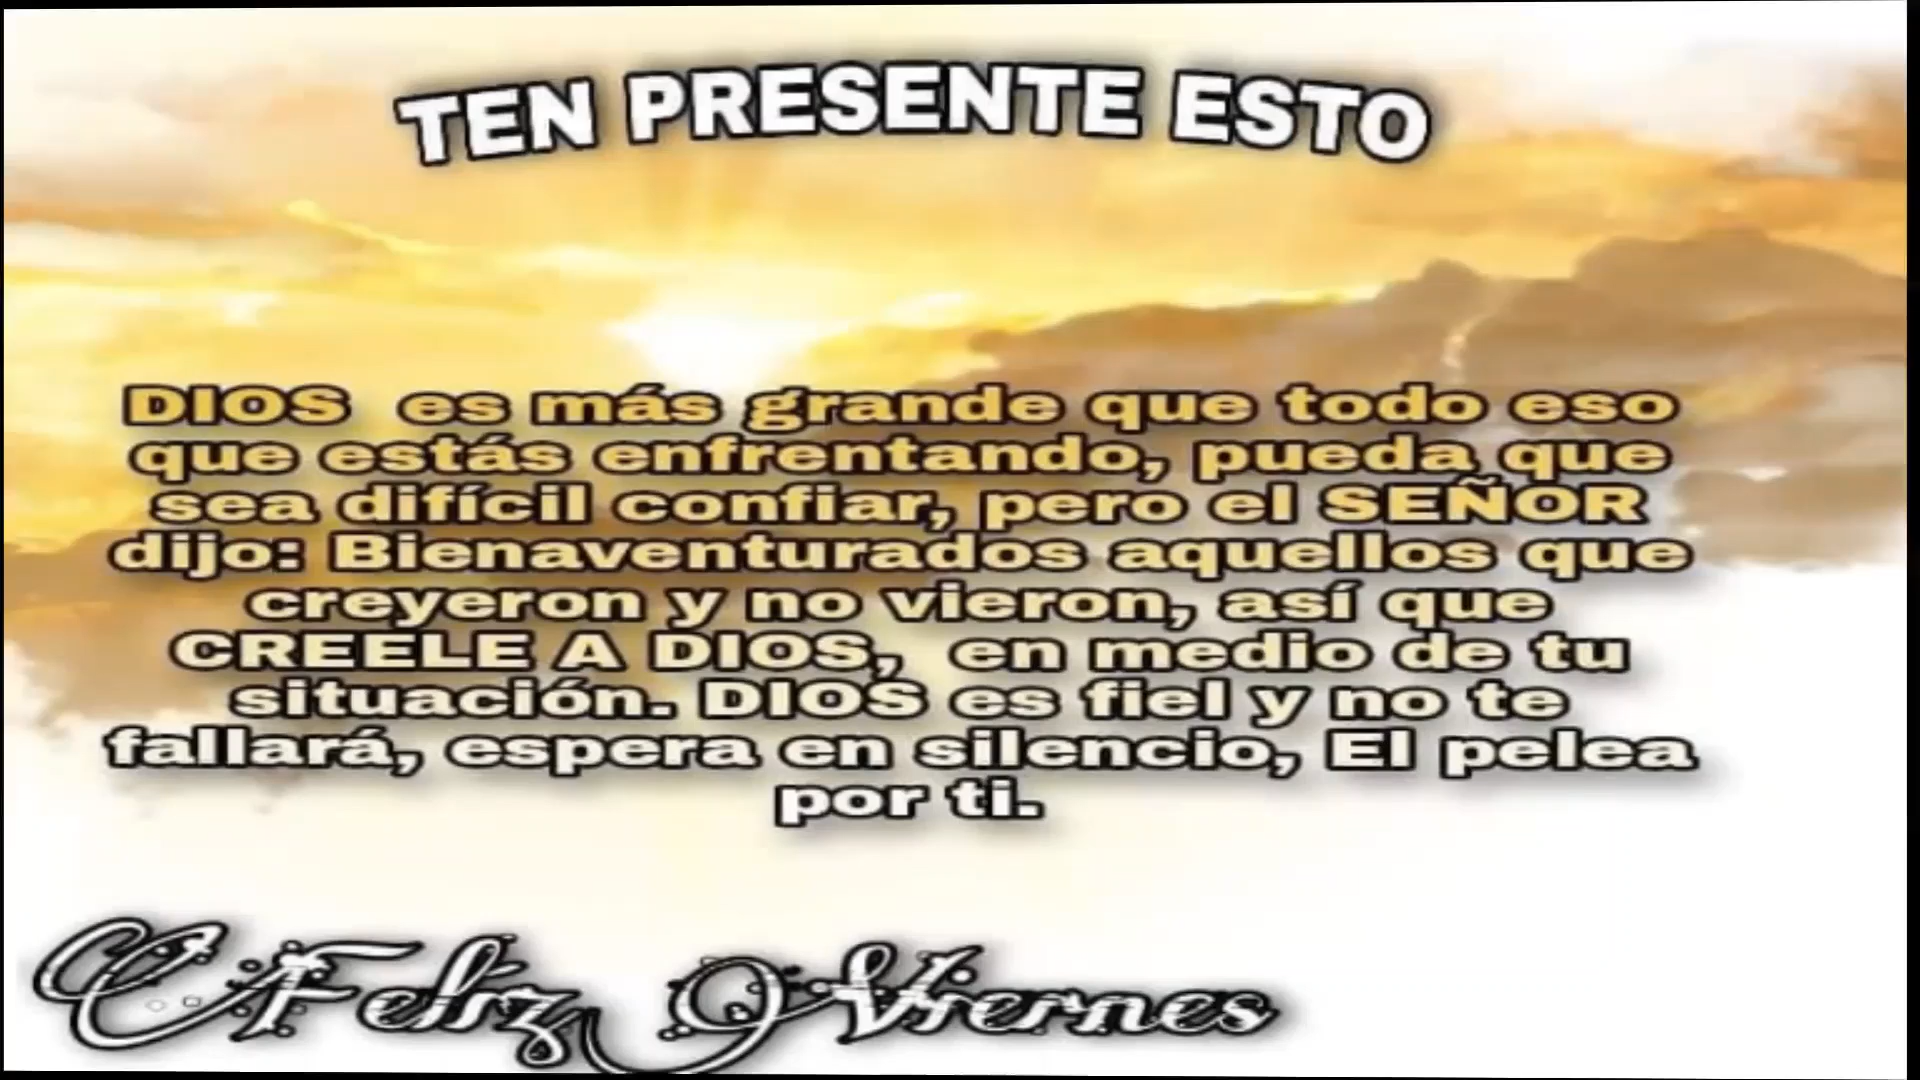 TEN PRESENTE ESTO
DIOS es más grande que todo eso
que estás enfrentando, pueda que
sea difícil confiar, pero el SEÑOR
dijo: Bienaventurados aquellos que
creyeron y no vieron, así que
CREELE A DIOS, en medio de tu
situación. DIOS es fiel y no te
fallará, espera en silencio, El pelea
por ti.
Feliz Viernes